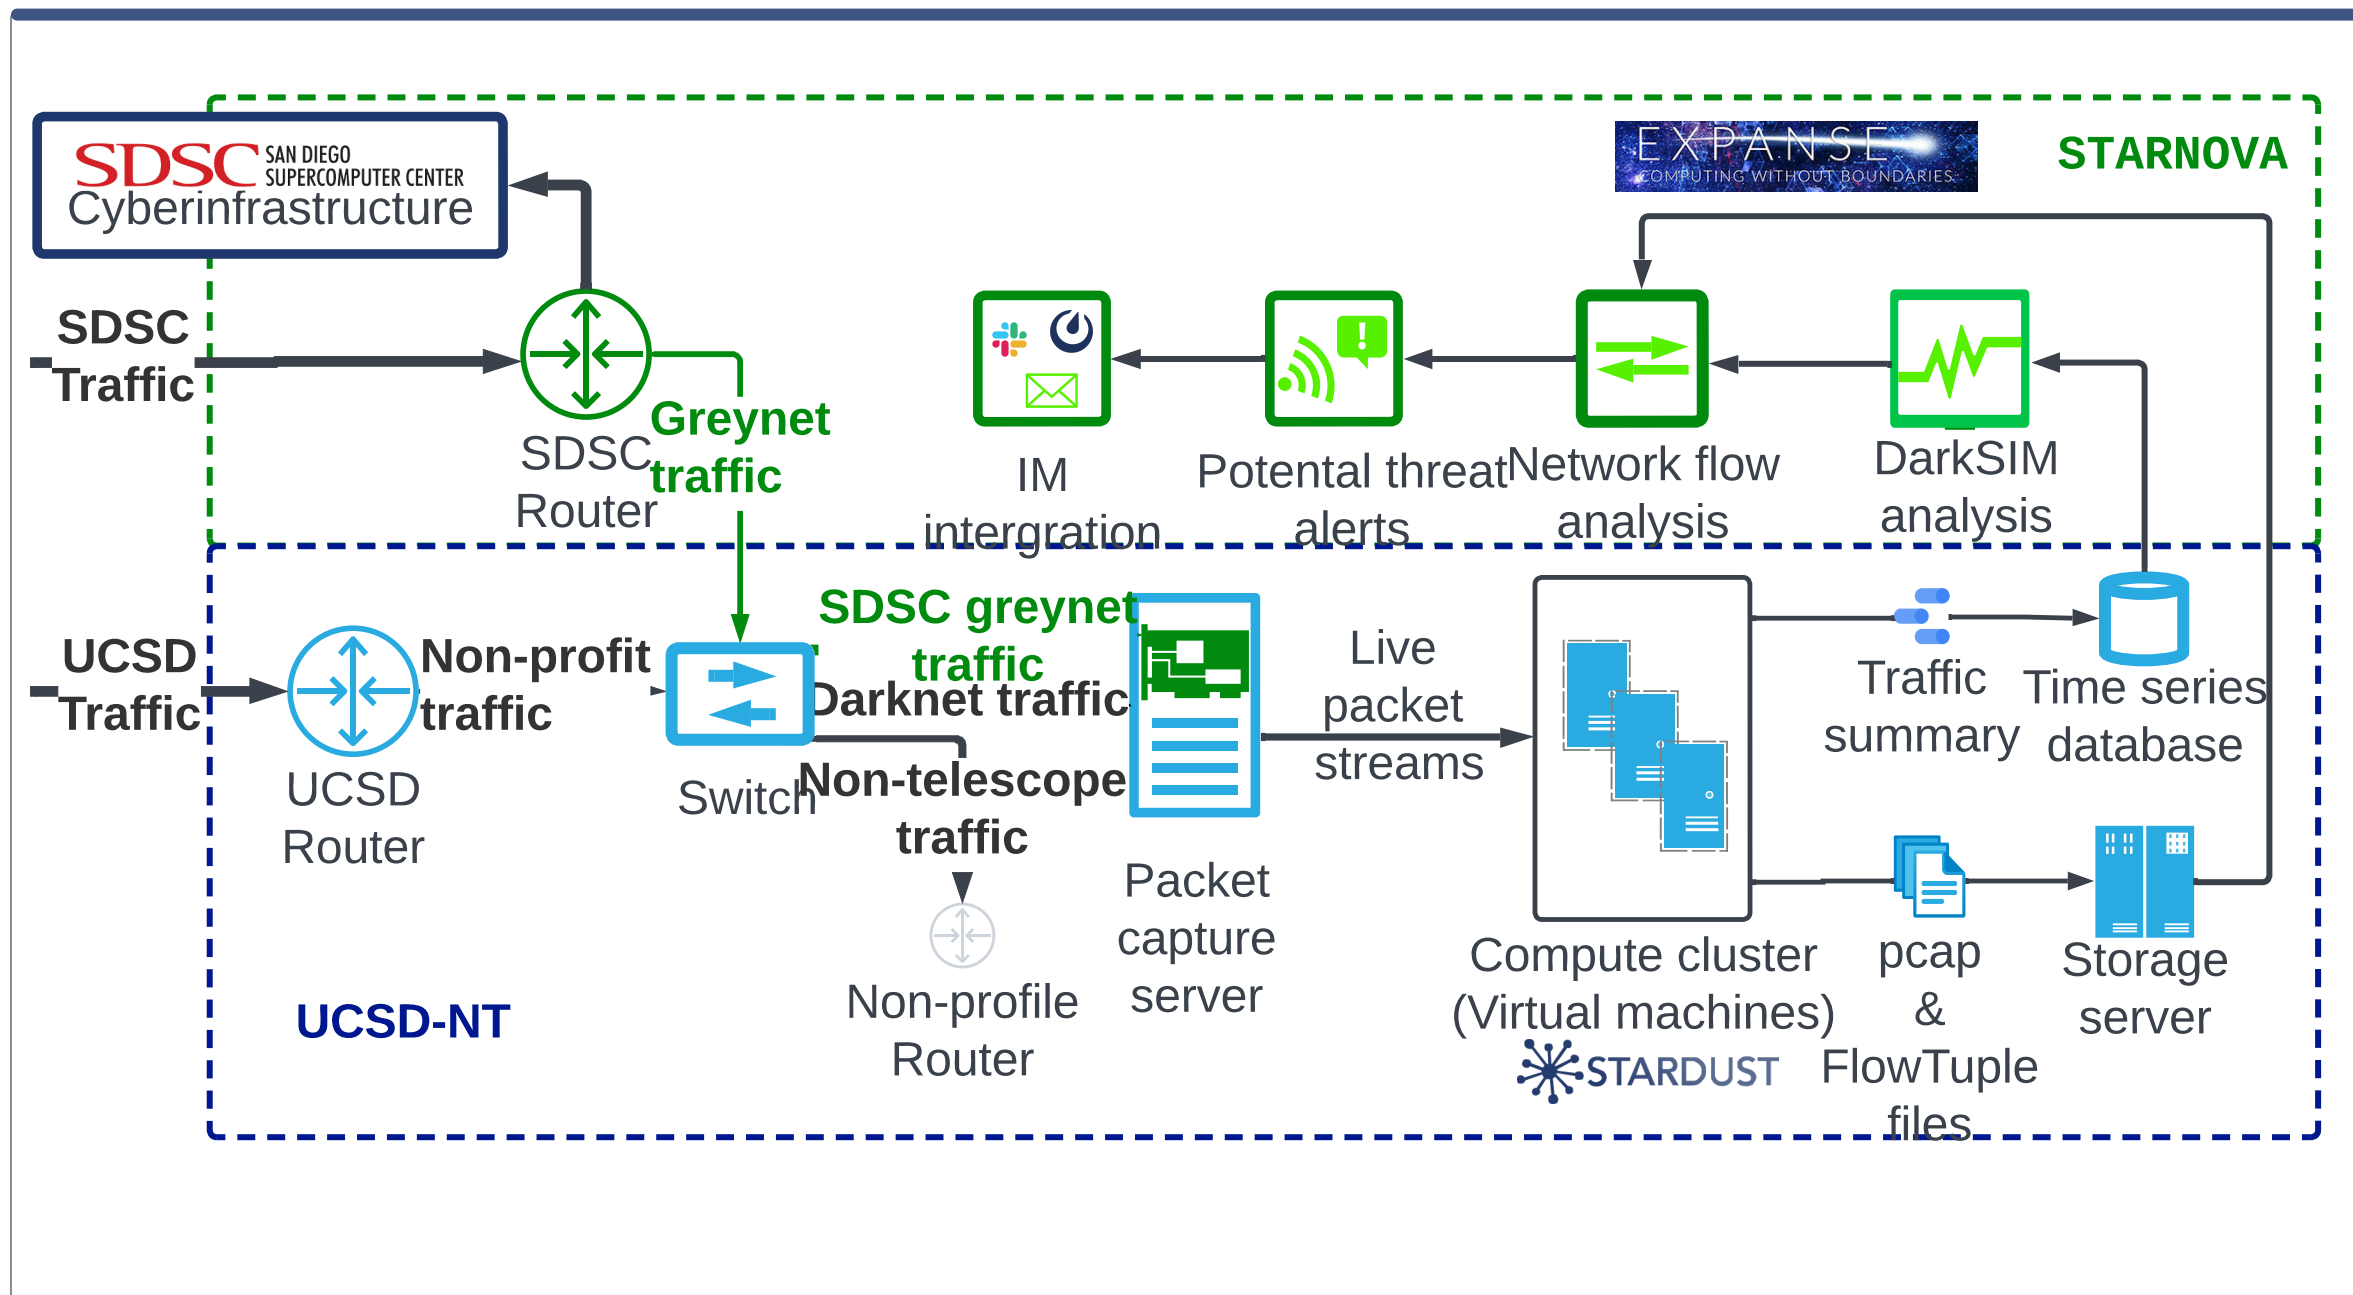 SDSC SAN DIEGO
SUPERCOMPUTER CENTER
Cyberinfrastructure
EXPANSE
COMPUTING WITHOUT BOUNDARIES
STARNOVA
SDSC
Traffic
SDSC
Router
Greynet
traffic
IM
intergration
Potental threat
alerts
Network flow
analysis
DarkSIM
analysis
UCSD
Traffic
UCSD
Router
Non-profit
traffic
Switch
SDSC greynet
traffic
Darknet traffic
Non-telescope
traffic
Non-profile
Router
Packet
capture
server
Live
packet
streams
Compute cluster
(Virtual machines)
STARDUST
Traffic
summary
Time series
database
pcap
&
FlowTuple
files
Storage
server
UCSD-NT